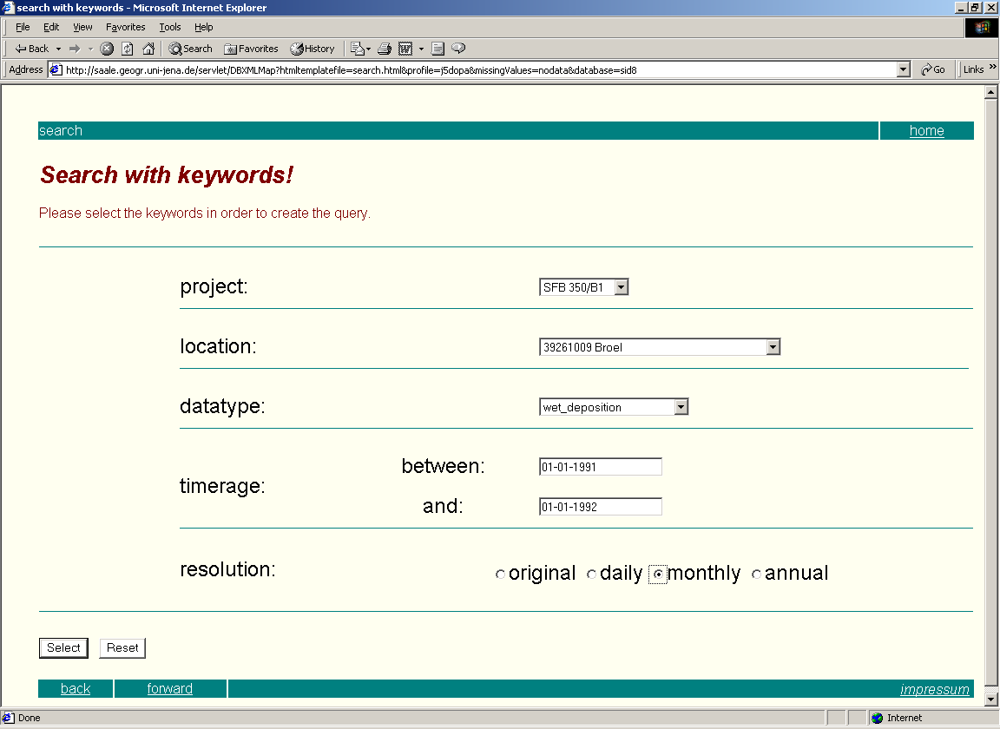 search with keywords - Microsoft Internet Explorer
File Edit View Favorites Tools Help
Back Search Favorites History
Address http://saale.geogr.uni-jena.de/servlet/DBXMLMap?htmltemplatefile=search.html&profile=j5dopa&missingValues=nodata&database=sid8 Go Links »
search home
Search with keywords!
Please select the keywords in order to create the query.
project: SFB 350/B1
location: 39261009 Broel
datatype: wet_deposition
between: 01-01-1991
timerage:
and: 01-01-1992
resolution: original daily monthly annual
Select Reset
back forward impressum
Done Internet